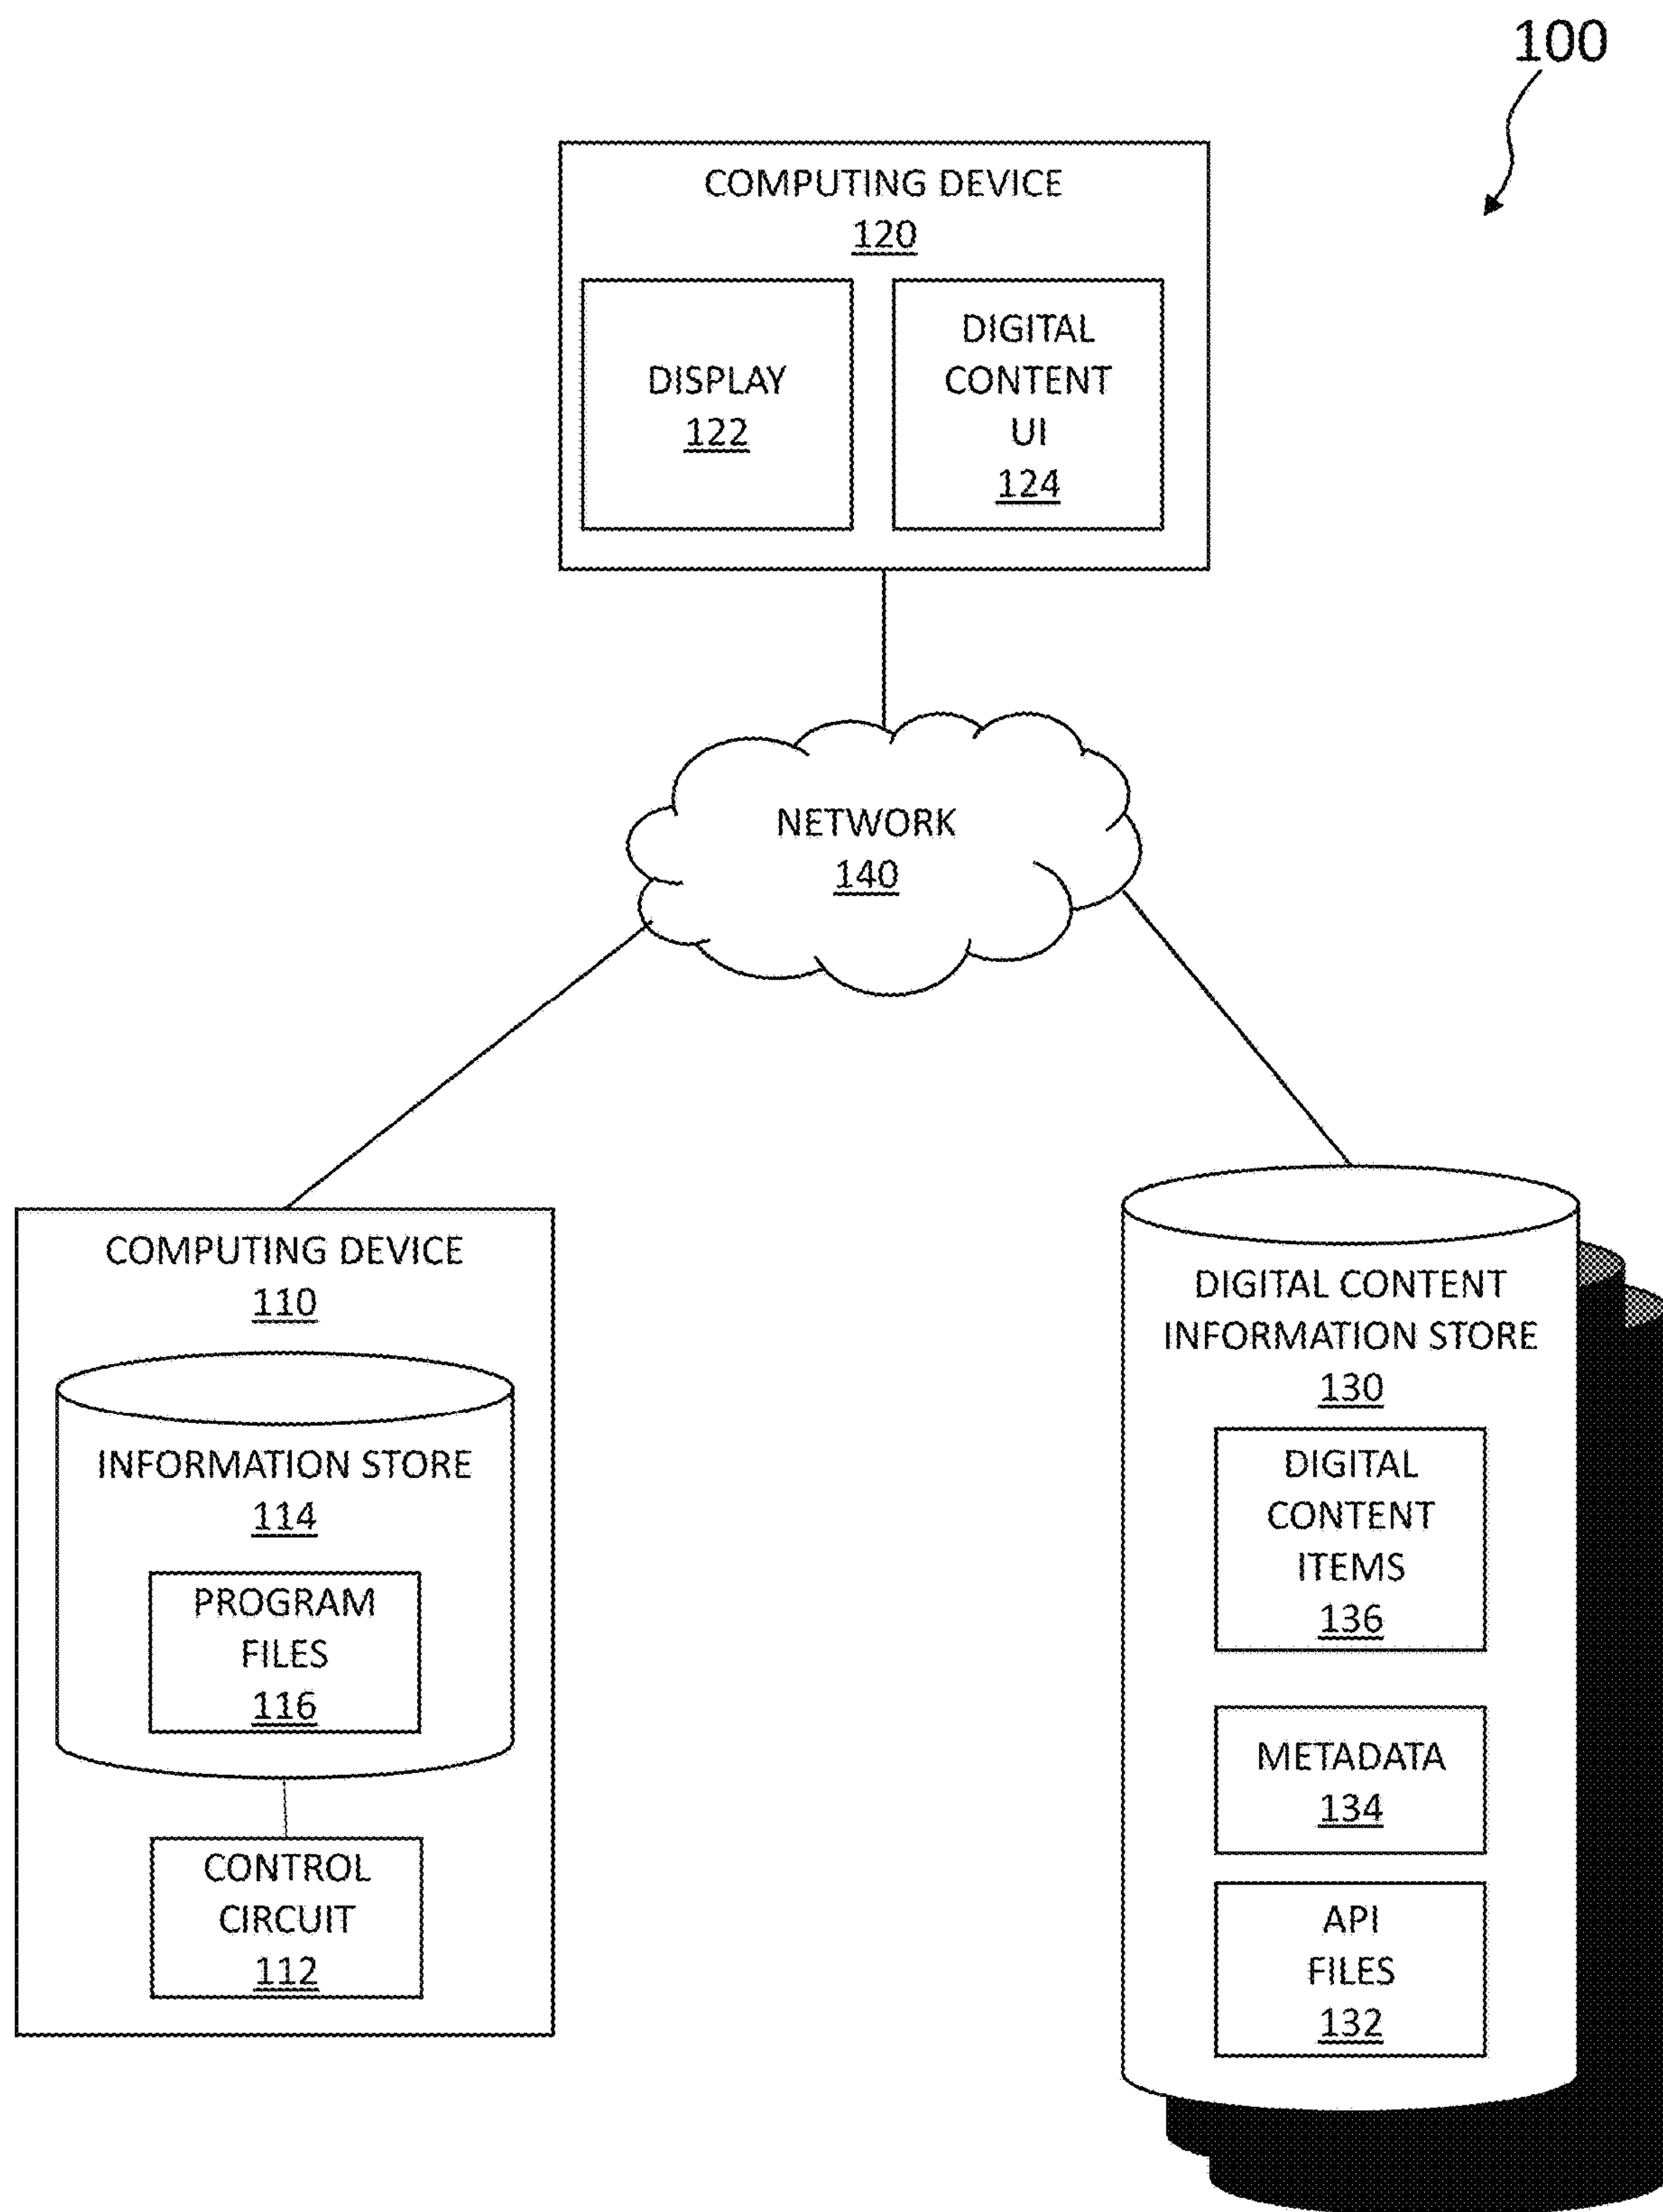 100
COMPUTING DEVICE
120
DISPLAY
122
DIGITAL
CONTENT
UI
124
NETWORK
140
COMPUTING DEVICE
110
INFORMATION STORE
114
PROGRAM
FILES
116
CONTROL
CIRCUIT
112
DIGITAL CONTENT
INFORMATION STORE
130
DIGITAL
CONTENT
ITEMS
136
METADATA
134
API
FILES
132